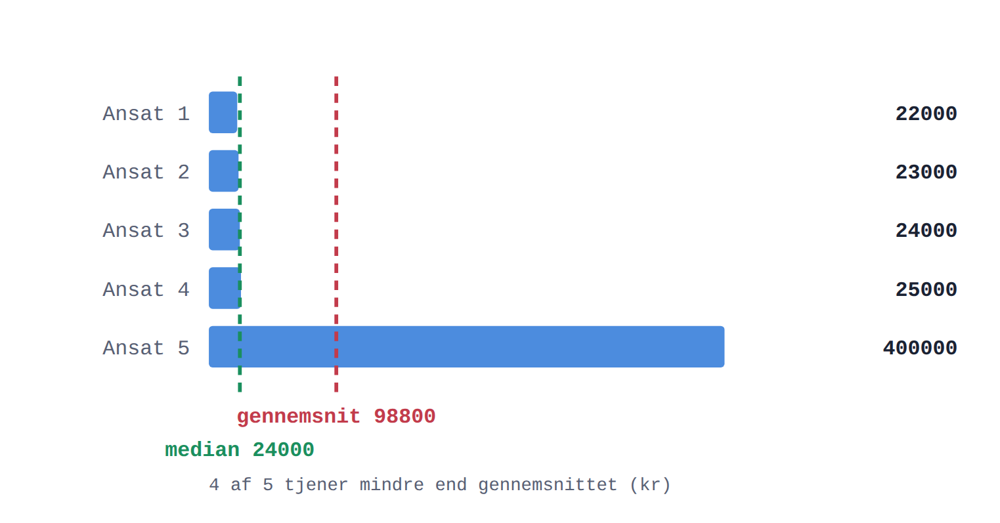 Ansat 1 22000
Ansat 2 23000
Ansat 3 24000
Ansat 4 25000
Ansat 5 400000
gennemsnit 98800
median 24000
4 af 5 tjener mindre end gennemsnittet (kr)